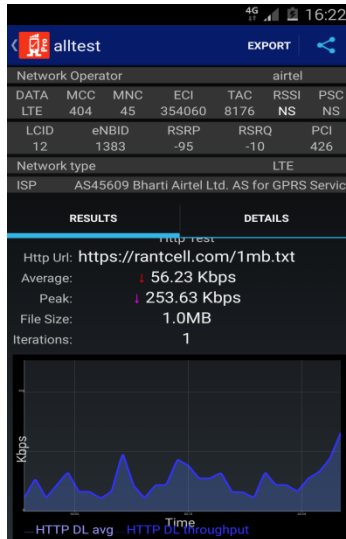 4G 16:22
Pro alltest EXPORT
Network Operator airtel
DATA MCC MNC ECI TAC RSSI PSC
LTE 404 45 354060 8176 NS NS
LCID eNBID RSRP RSRQ PCI
12 1383 -95 -10 426
Network type LTE
ISP AS45609 Bharti Airtel Ltd. AS for GPRS Servic
RESULTS DETAILS
Http Test
Http Url: https://rantcell.com/1mb.txt
Average: ↓ 56.23 Kbps
Peak: ↓ 253.63 Kbps
File Size: 1.0MB
Iterations: 1
Kbps
Time
HTTP DL avg HTTP DL throughput